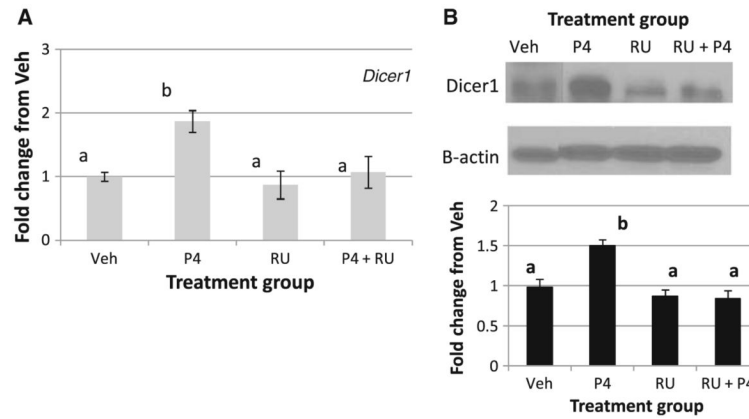 A
Fold change from Veh
3
2
1
0
Dicer1
a
b
a
a
Veh P4 RU P4 + RU
Treatment group
B
Treatment group
Veh P4 RU RU + P4
Dicer1
B-actin
Fold change from Veh
2
1.5
1
0.5
0
a
b
a
a
Veh P4 RU RU + P4
Treatment group